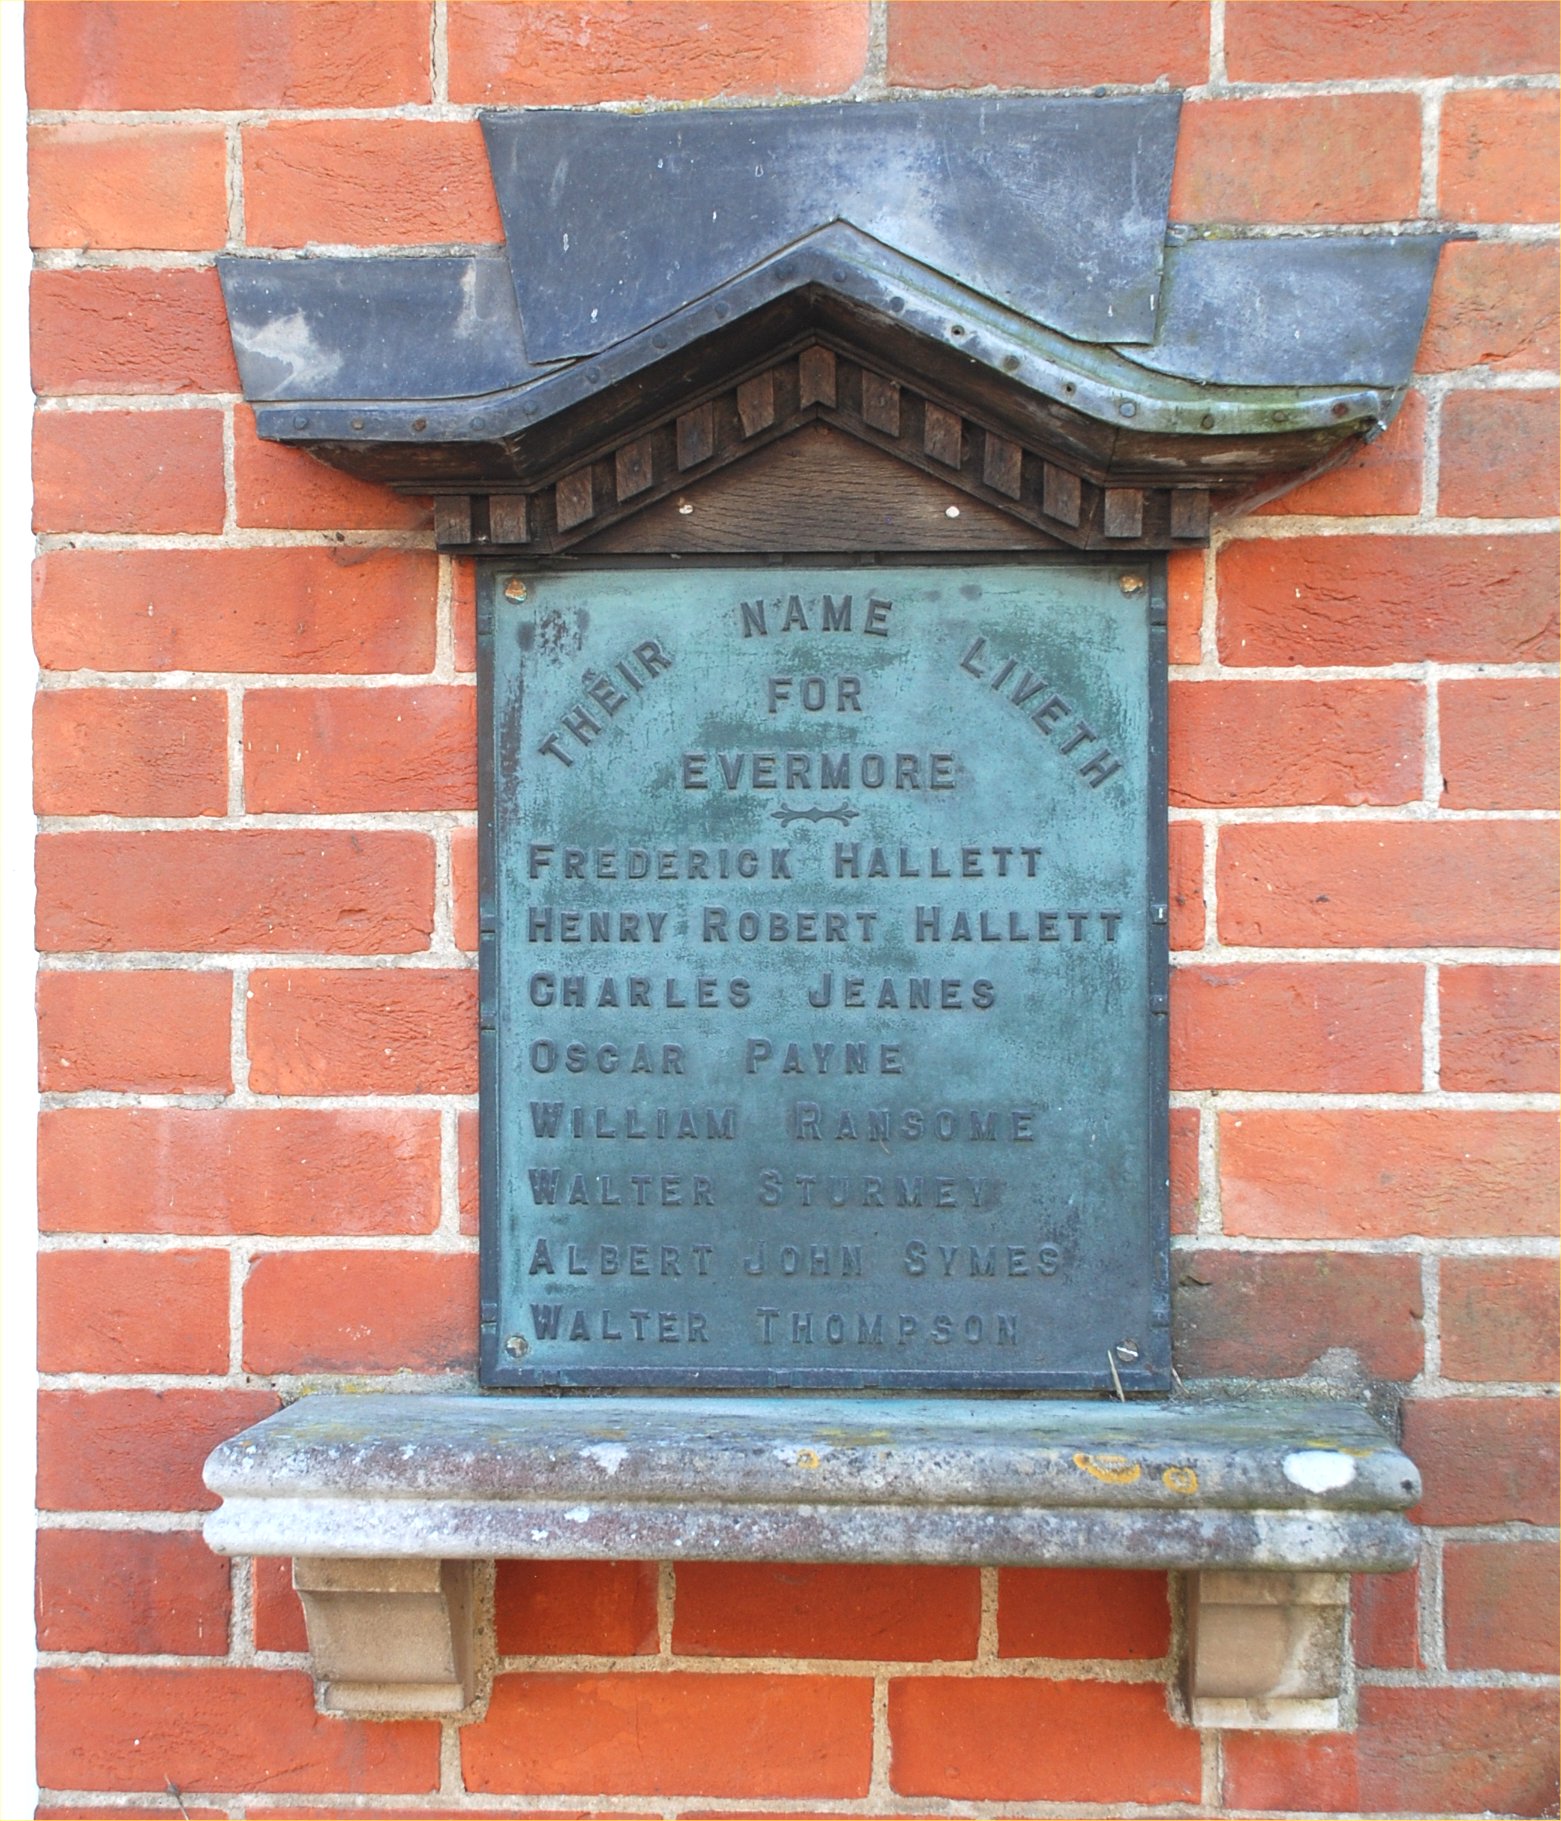 THEIR NAME LIVETH
FOR
EVERMORE
FREDERICK HALLETT
HENRY ROBERT HALLETT
CHARLES JEANES
OSCAR PAYNE
WILLIAM RANSOME
WALTER STURMEY
ALBERT JOHN SYMES
WALTER THOMPSON